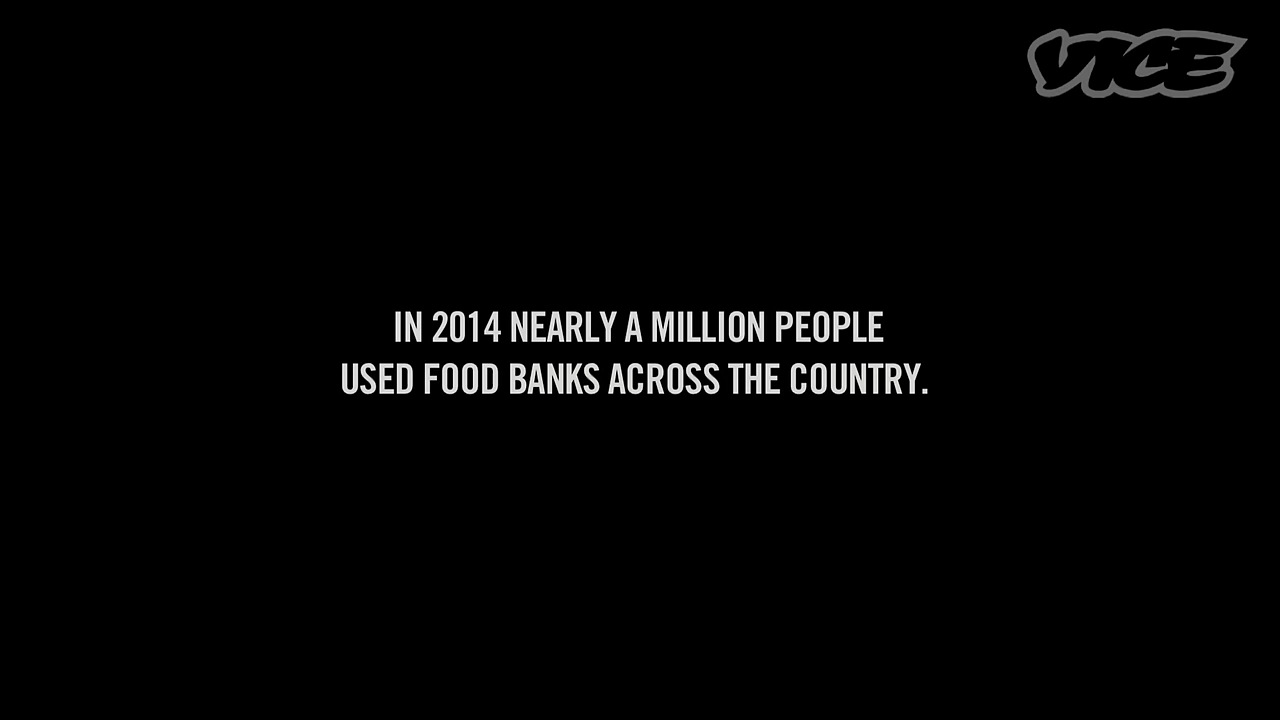 VICE
IN 2014 NEARLY A MILLION PEOPLE
USED FOOD BANKS ACROSS THE COUNTRY.